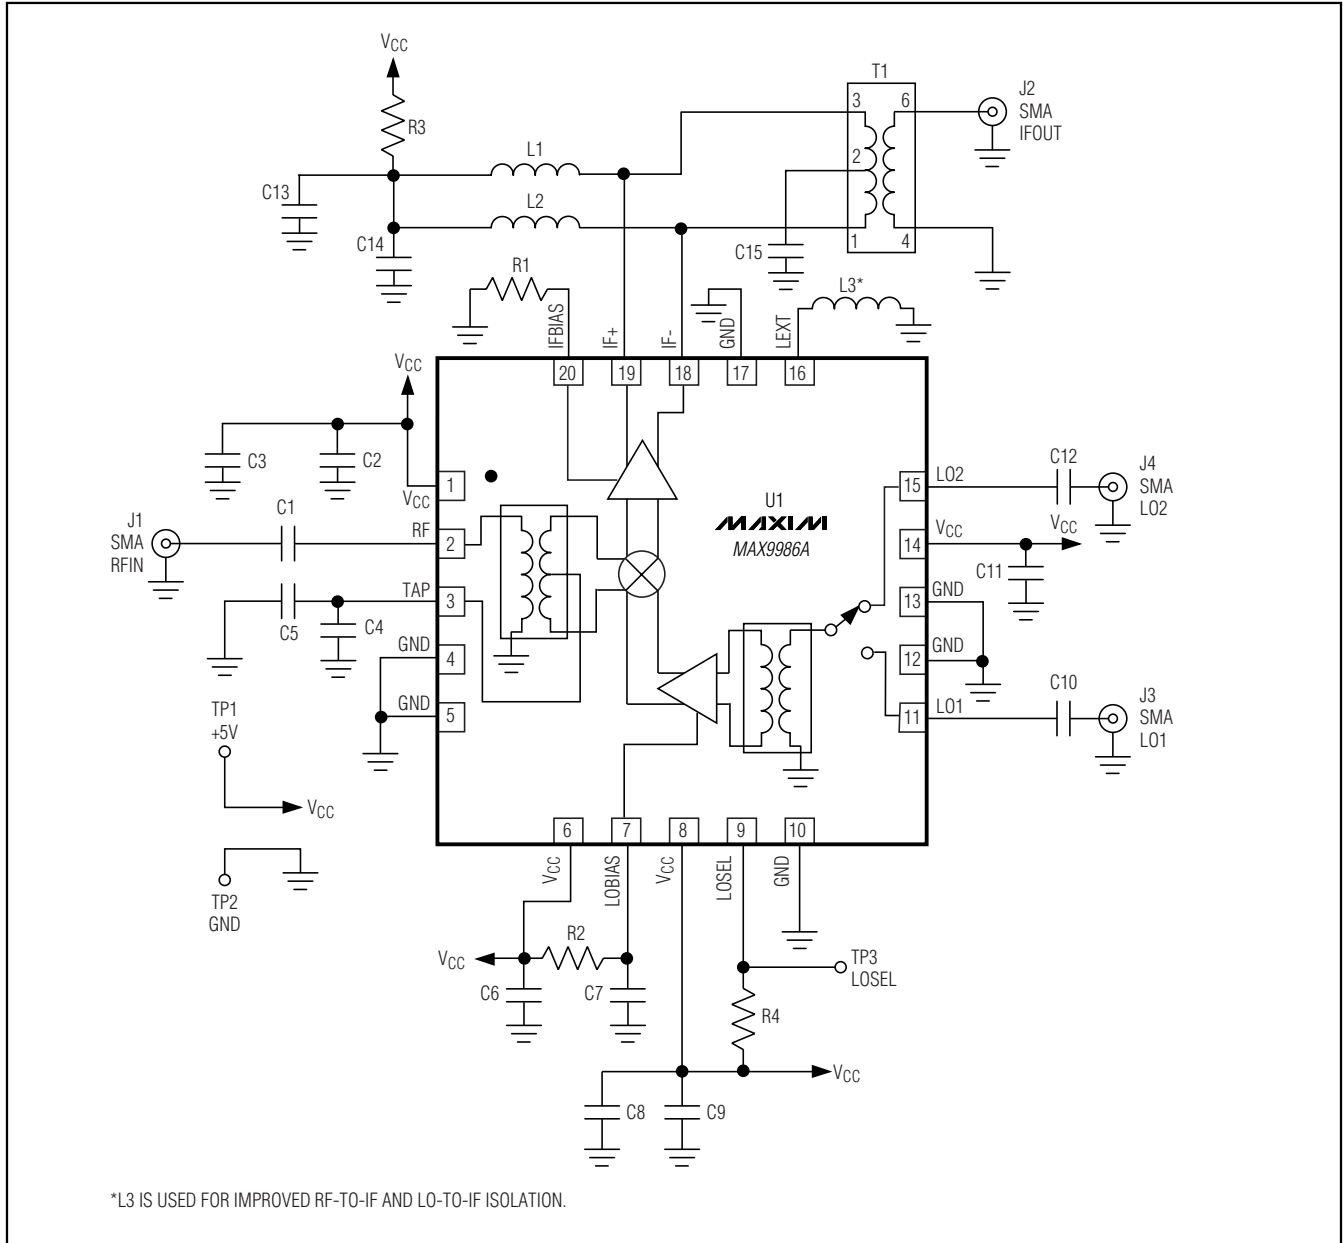 VCC
R3
C13
C14
L1
L2
T1
3
6
2
1
4
J2
SMA
IFOUT
C15
R1
L3*
IFBIAS
IF+
IF-
GND
LEXT
20
19
18
17
16
VCC
C3
C2
1
VCC
J1
SMA
RFIN
C1
RF
2
TAP
3
C5
C4
GND
4
GND
5
U1
MAXIM
MAX9986A
15
LO2
C12
J4
SMA
LO2
14
VCC
VCC
C11
13
GND
12
GND
11
LO1
C10
J3
SMA
LO1
TP1
+5V
VCC
TP2
GND
6
7
8
9
10
VCC
LOBIAS
VCC
LOSEL
GND
VCC
R2
C6
C7
TP3
LOSEL
R4
VCC
C8
C9
*L3 IS USED FOR IMPROVED RF-TO-IF AND LO-TO-IF ISOLATION.